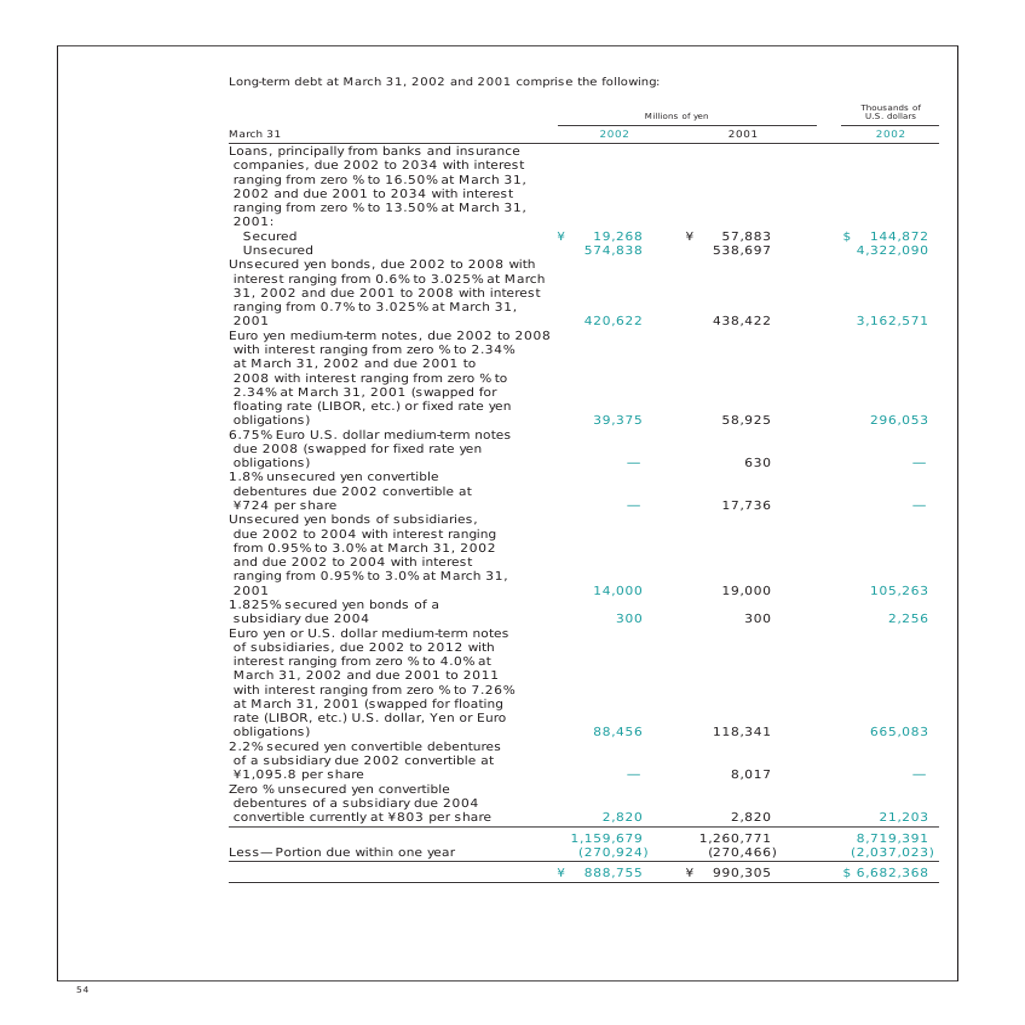 Long-term debt at March 31, 2002 and 2001 comprise the following:
Thousands of
Millions of yen U.S. dollars
March 31 2002 2001 2002
Loans, principally from banks and insurance
companies, due 2002 to 2034 with interest
ranging from zero % to 16.50% at March 31,
2002 and due 2001 to 2034 with interest
ranging from zero % to 13.50% at March 31,
2001:
Secured ¥ 19,268 ¥ 57,883 $ 144,872
Unsecured 574,838 538,697 4,322,090
Unsecured yen bonds, due 2002 to 2008 with
interest ranging from 0.6% to 3.025% at March
31, 2002 and due 2001 to 2008 with interest
ranging from 0.7% to 3.025% at March 31,
2001 420,622 438,422 3,162,571
Euro yen medium-term notes, due 2002 to 2008
with interest ranging from zero % to 2.34%
at March 31, 2002 and due 2001 to
2008 with interest ranging from zero % to
2.34% at March 31, 2001 (swapped for
floating rate (LIBOR, etc.) or fixed rate yen
obligations) 39,375 58,925 296,053
6.75% Euro U.S. dollar medium-term notes
due 2008 (swapped for fixed rate yen
obligations) — 630 —
1.8% unsecured yen convertible
debentures due 2002 convertible at
¥724 per share — 17,736 —
Unsecured yen bonds of subsidiaries,
due 2002 to 2004 with interest ranging
from 0.95% to 3.0% at March 31, 2002
and due 2002 to 2004 with interest
ranging from 0.95% to 3.0% at March 31,
2001 14,000 19,000 105,263
1.825% secured yen bonds of a
subsidiary due 2004 300 300 2,256
Euro yen or U.S. dollar medium-term notes
of subsidiaries, due 2002 to 2012 with
interest ranging from zero % to 4.0% at
March 31, 2002 and due 2001 to 2011
with interest ranging from zero % to 7.26%
at March 31, 2001 (swapped for floating
rate (LIBOR, etc.) U.S. dollar, Yen or Euro
obligations) 88,456 118,341 665,083
2.2% secured yen convertible debentures
of a subsidiary due 2002 convertible at
¥1,095.8 per share — 8,017 —
Zero % unsecured yen convertible
debentures of a subsidiary due 2004
convertible currently at ¥803 per share 2,820 2,820 21,203
1,159,679 1,260,771 8,719,391
Less—Portion due within one year (270,924) (270,466) (2,037,023)
¥ 888,755 ¥ 990,305 $ 6,682,368
54